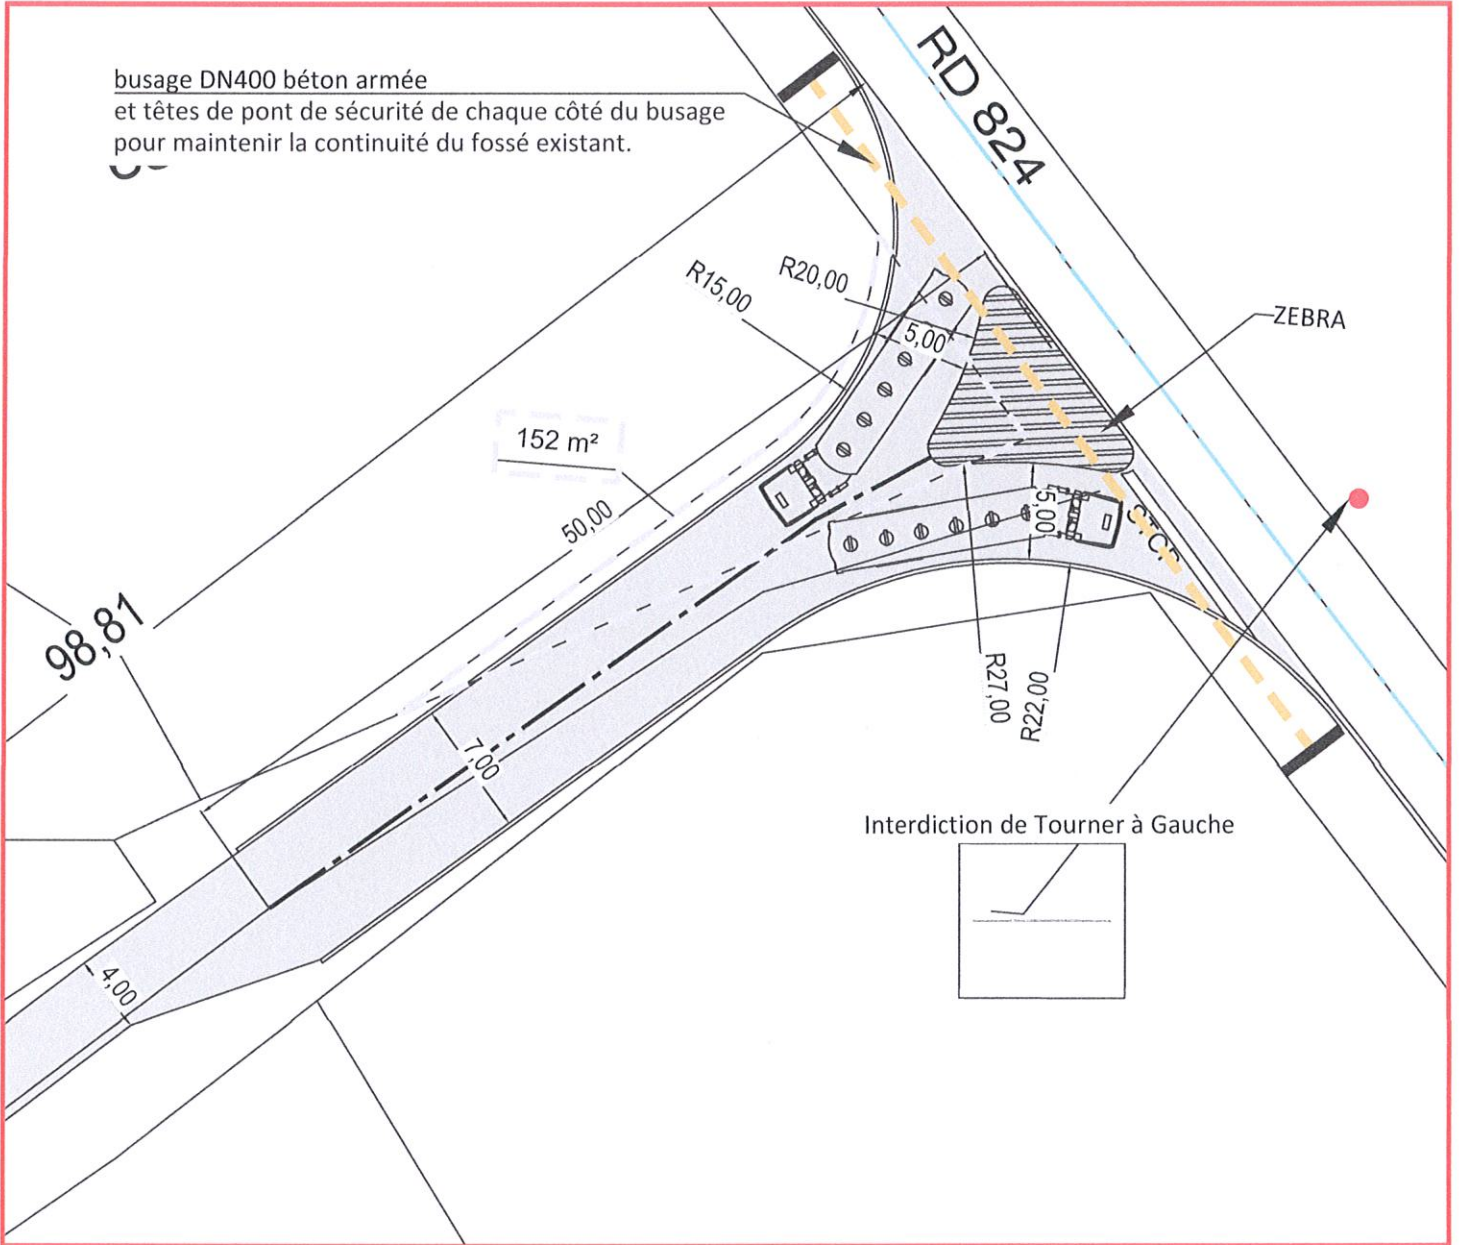 busage DN400 béton armée
et têtes de pont de sécurité de chaque côté du busage
pour maintenir la continuité du fossé existant.
RD 824
R15,00
R20,00
5,00
ZEBRA
152 m²
50,00
5,00
STOP
98,81
R27,00
R22,00
7,00
Interdiction de Tourner à Gauche
4,00